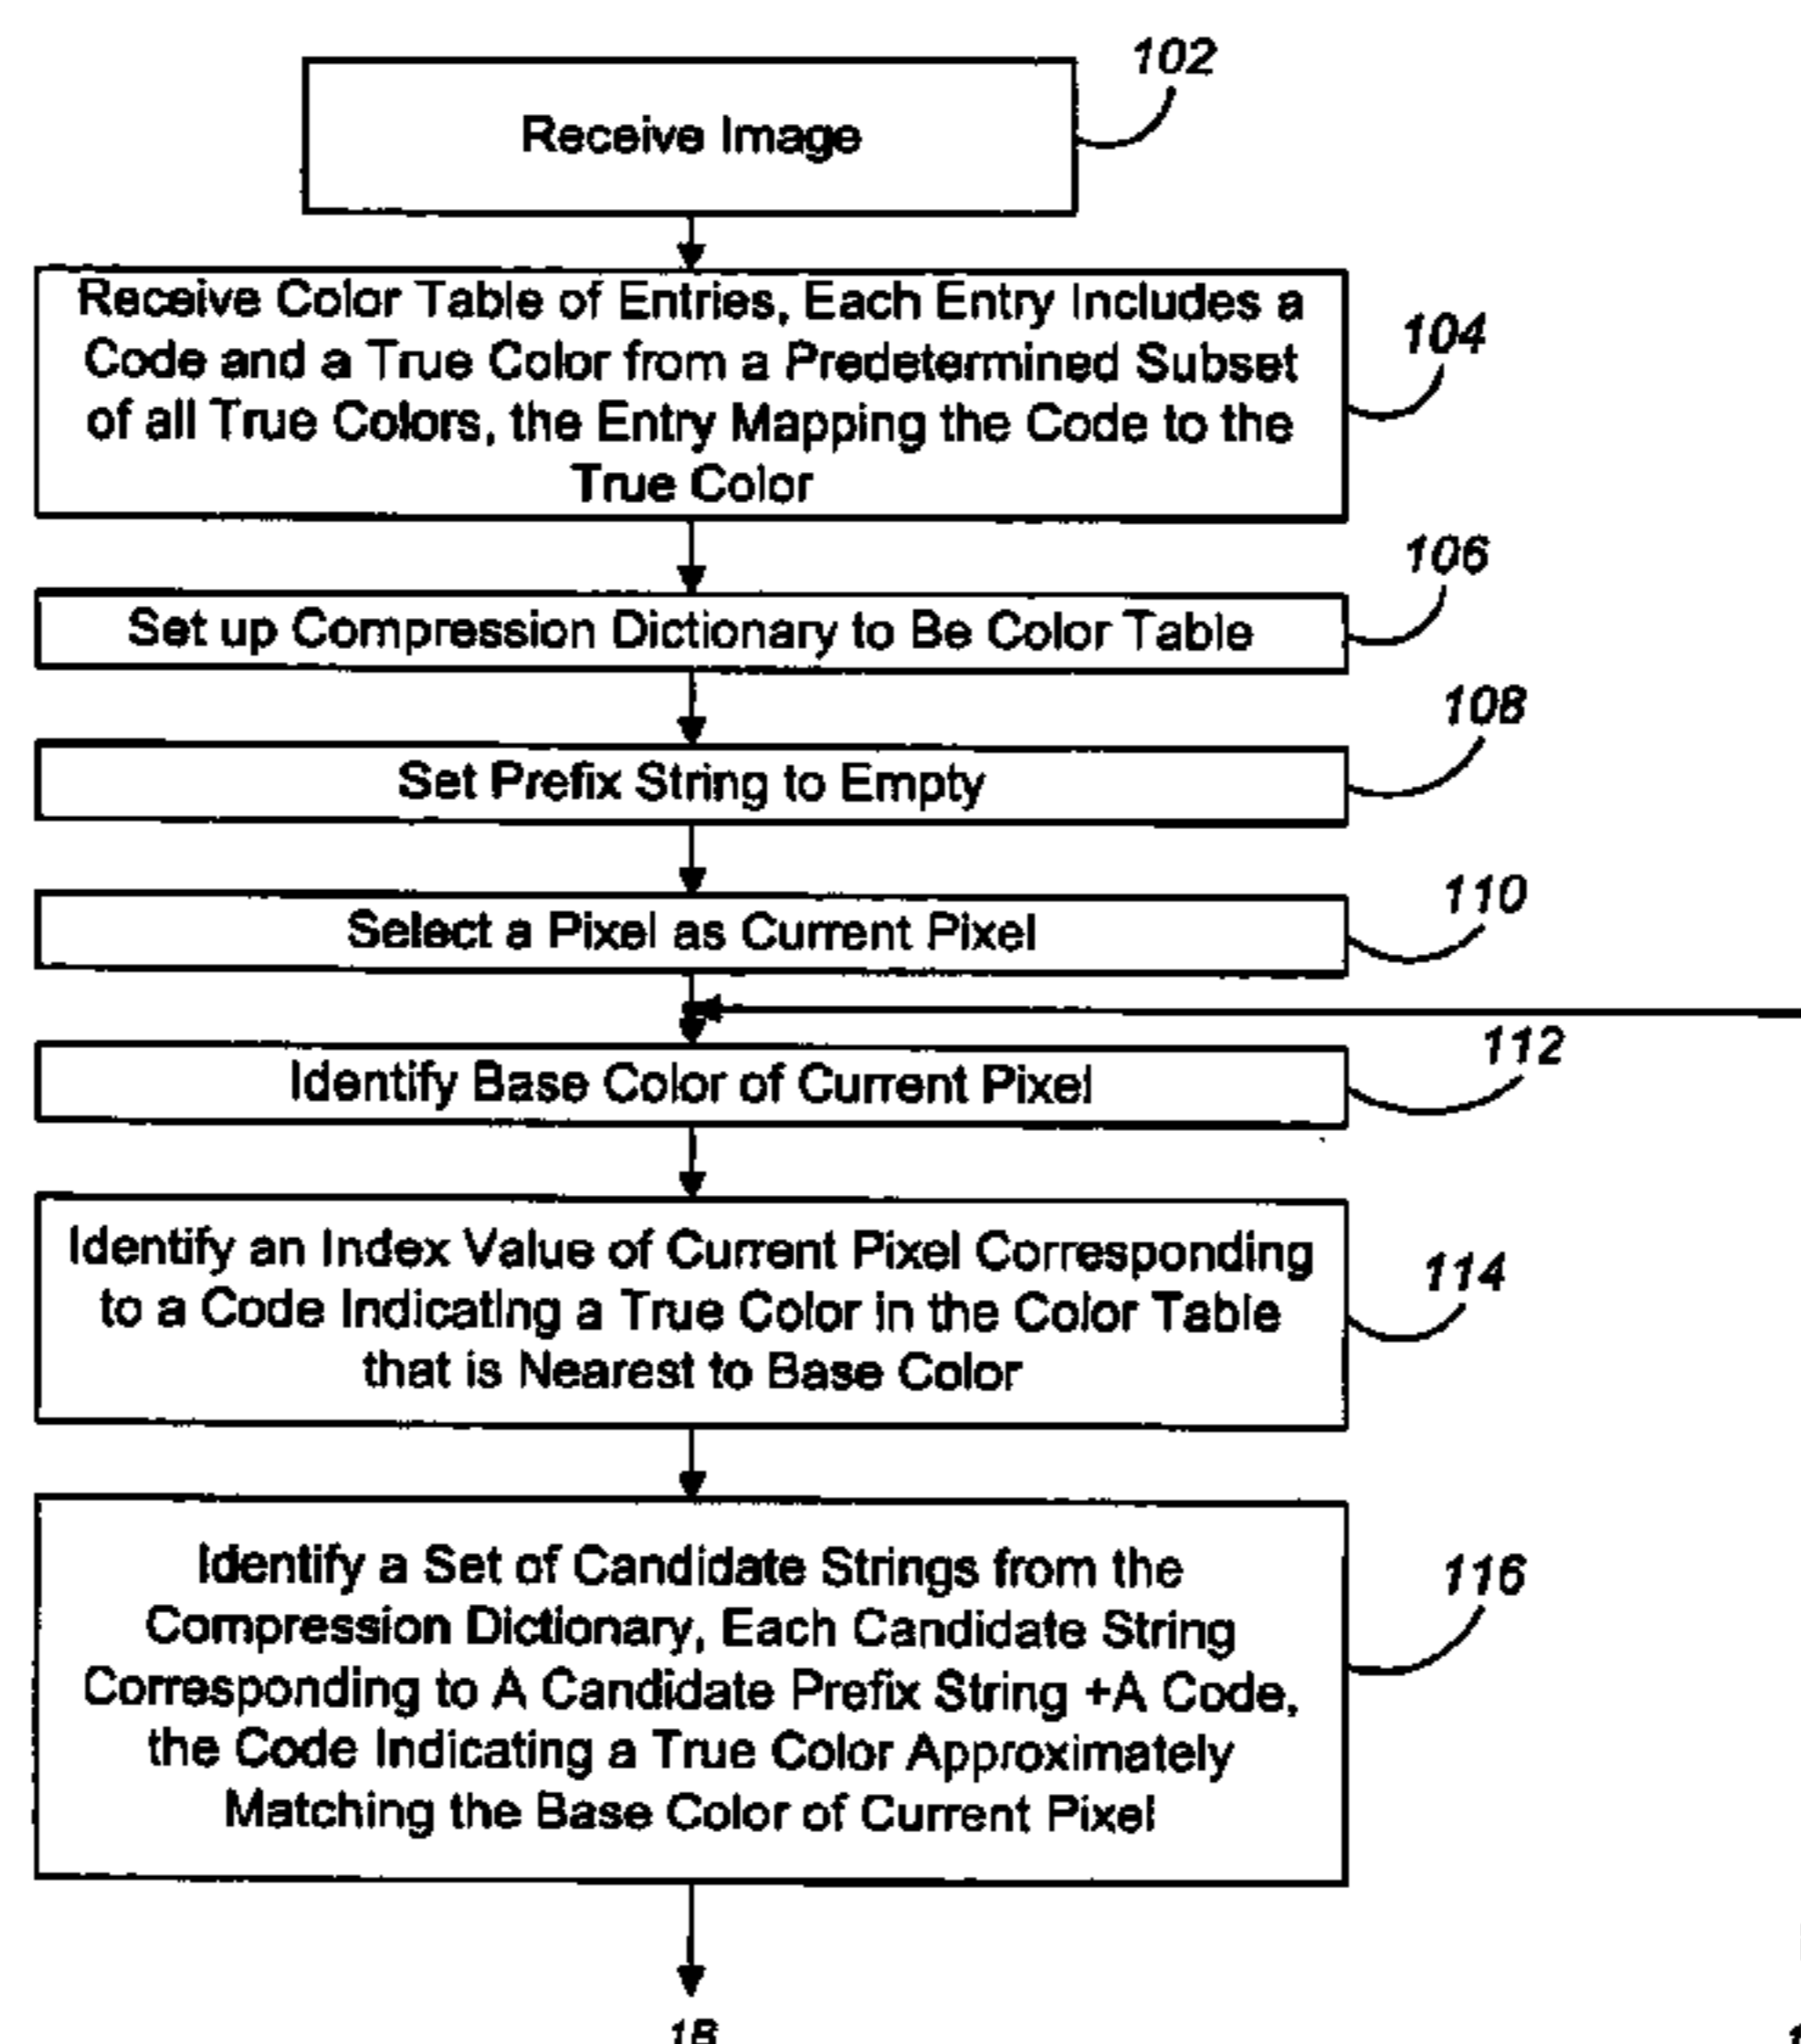 102
Receive Image
Receive Color Table of Entries, Each Entry Includes a
Code and a True Color from a Predetermined Subset
of all True Colors, the Entry Mapping the Code to the
True Color
104
106
Set up Compression Dictionary to Be Color Table
108
Set Prefix String to Empty
110
Select a Pixel as Current Pixel
112
Identify Base Color of Current Pixel
Identify an Index Value of Current Pixel Corresponding
to a Code Indicating a True Color in the Color Table
that is Nearest to Base Color
114
Identify a Set of Candidate Strings from the
Compression Dictionary, Each Candidate String
Corresponding to A Candidate Prefix String +A Code,
the Code Indicating a True Color Approximately
Matching the Base Color of Current Pixel
116
1B